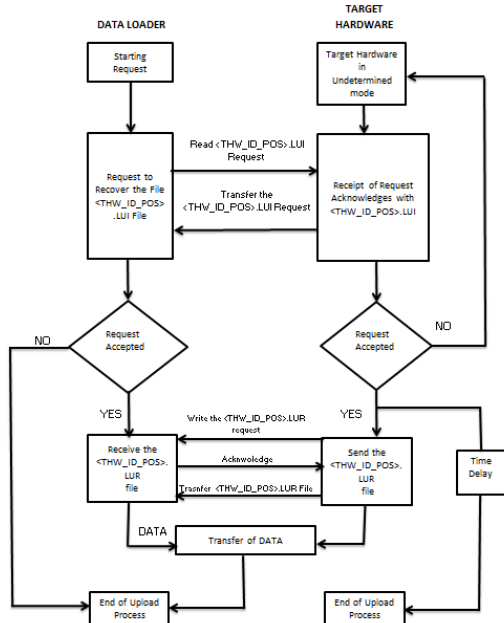 DATA LOADER
TARGET
HARDWARE
Starting
Request
Target Hardware
in
Undetermined
mode
Read <THW_ID_POS>.LUI
Request
Request to
Recover the File
<THW_ID_POS>
.LUI File
Transfer the
<THW_ID_POS>.LUI Request
Receipt of Request
Acknowledges with
<THW_ID_POS>.LUI
NO
Request
Accepted
Request
Accepted
NO
YES
YES
Write the <THW_ID_POS>.LUR
request
Receive the
<THW_ID_POS>.
LUR
file
Acknoledge
Trasnfer <THW_ID_POS>.LUR File
Send the
<THW_ID_POS>.
LUR
file
Time
Delay
DATA
Transfer of DATA
End of Upload
Process
End of Upload
Process